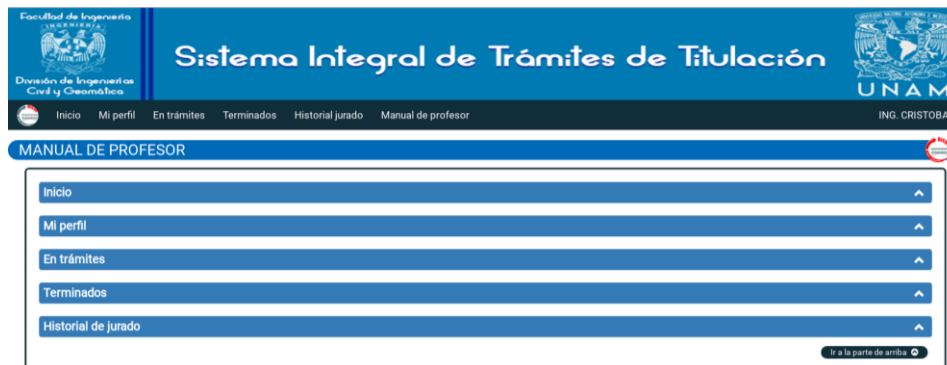 Facultad de Ingeniería
INGENIERIA
División de Ingenierías
Civil y Geomática
Sistema Integral de Trámites de Titulación
UNAM
Inicio Mi perfil En trámites Terminados Historial jurado Manual de profesor ING. CRISTOBA
MANUAL DE PROFESOR
Inicio
Mi perfil
En trámites
Terminados
Historial de jurado
Ir a la parte de arriba